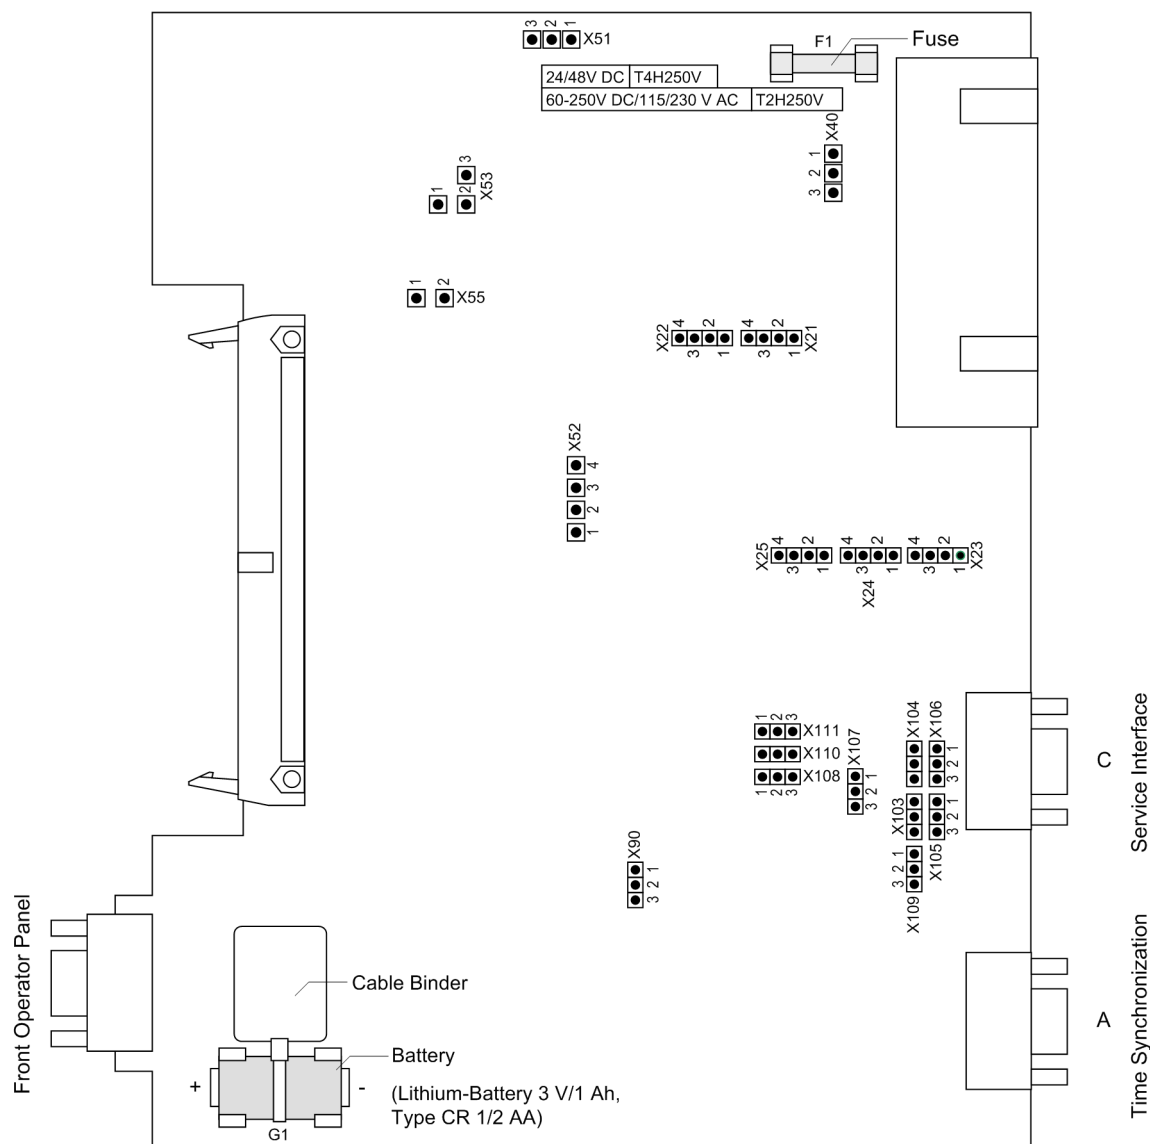 3 2 1
X51
F1
Fuse
24/48V DC T4H250V
60-250V DC/115/230 V AC T2H250V
X40
1
2
3
3
1 2
X53
1 2
X55
X22
4 2
3 1
4 2
3 1
X21
X52
4
3
2
1
X25
4 2
3 1
4 2
3 1
X24
4 2
3 1
X23
1 2 3
X111
X110
X108
1 2 3
X107
3 2 1
X104
X106
3 2 1
X103
3 2 1
X105
3 2 1
X109
X90
3 2 1
C
Service Interface
A
Time Synchronization
Front Operator Panel
Cable Binder
Battery
+
-
(Lithium-Battery 3 V/1 Ah,
Type CR 1/2 AA)
G1